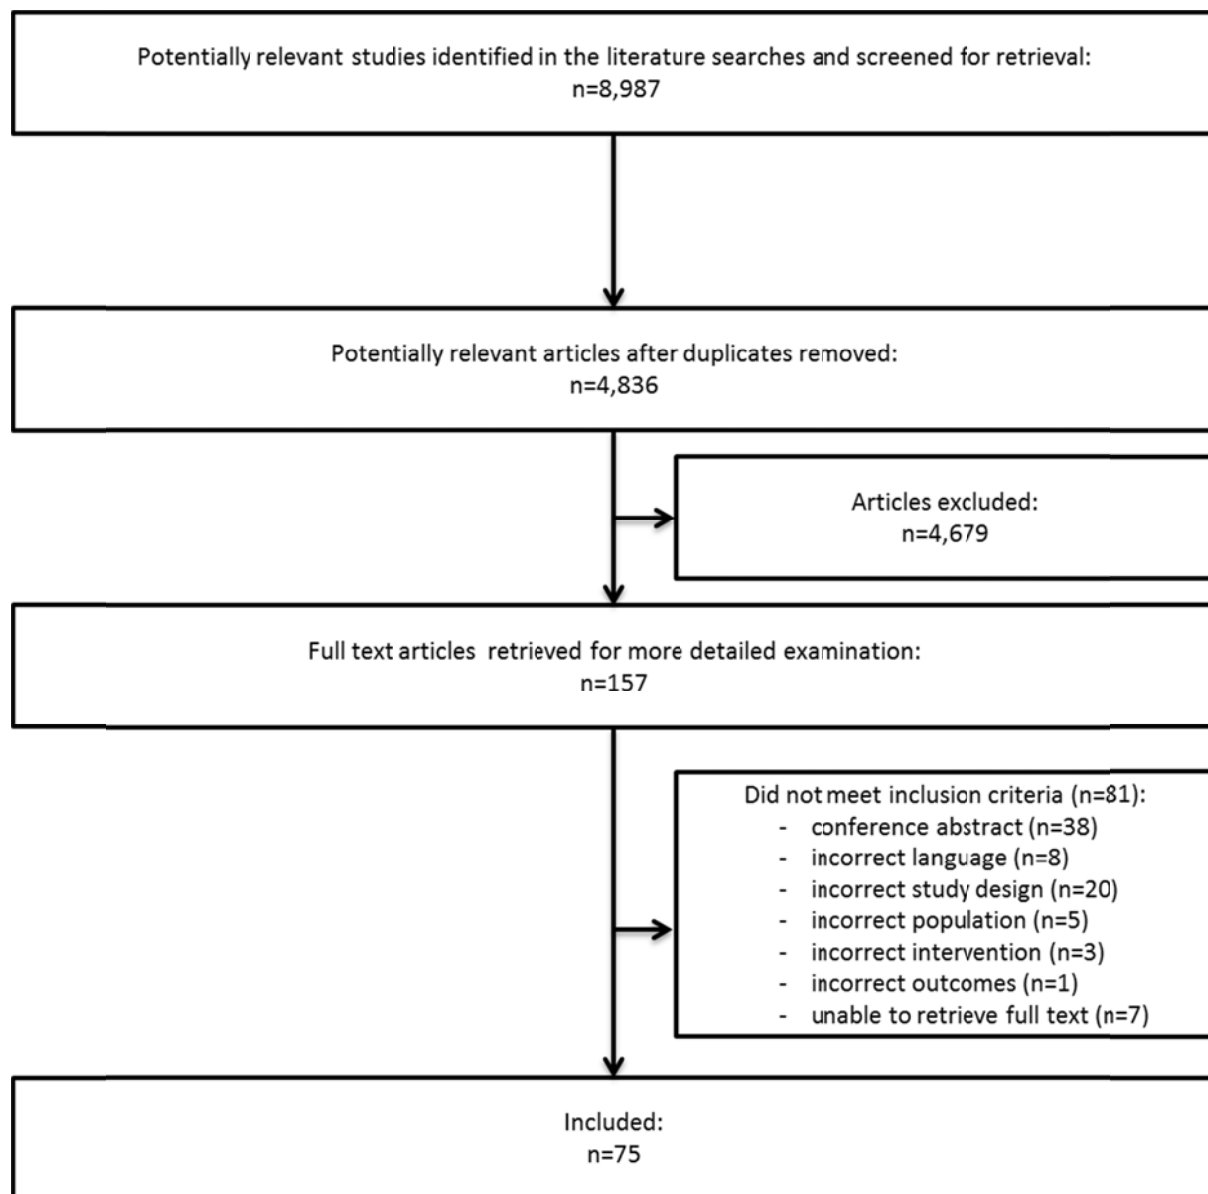 Potentially relevant studies identified in the literature searches and screened for retrieval:
n=8,987
Potentially relevant articles after duplicates removed:
n=4,836
Articles excluded:
n=4,679
Full text articles retrieved for more detailed examination:
n=157
Did not meet inclusion criteria (n=81):
- conference abstract (n=38)
- incorrect language (n=8)
- incorrect study design (n=20)
- incorrect population (n=5)
- incorrect intervention (n=3)
- incorrect outcomes (n=1)
- unable to retrieve full text (n=7)
Included:
n=75